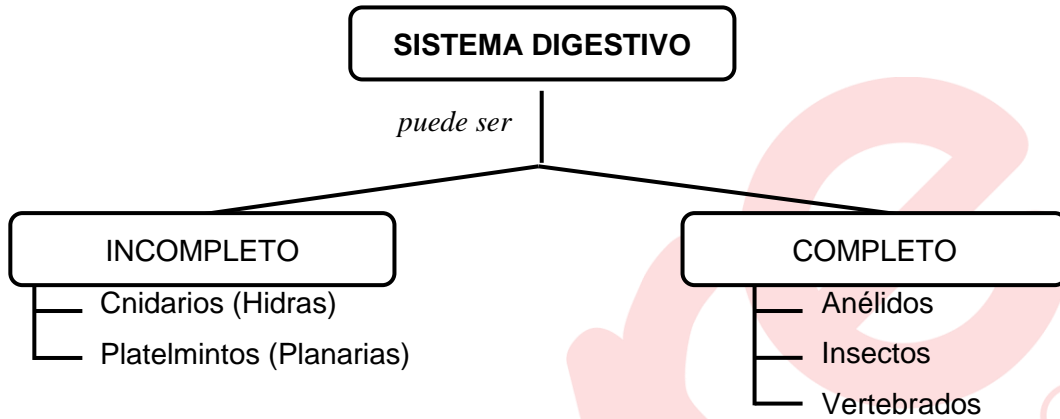 SISTEMA DIGESTIVO
puede ser
INCOMPLETO
Cnidarios (Hidras)
Platelmintos (Planarias)
COMPLETO
Anélidos
Insectos
Vertebrados